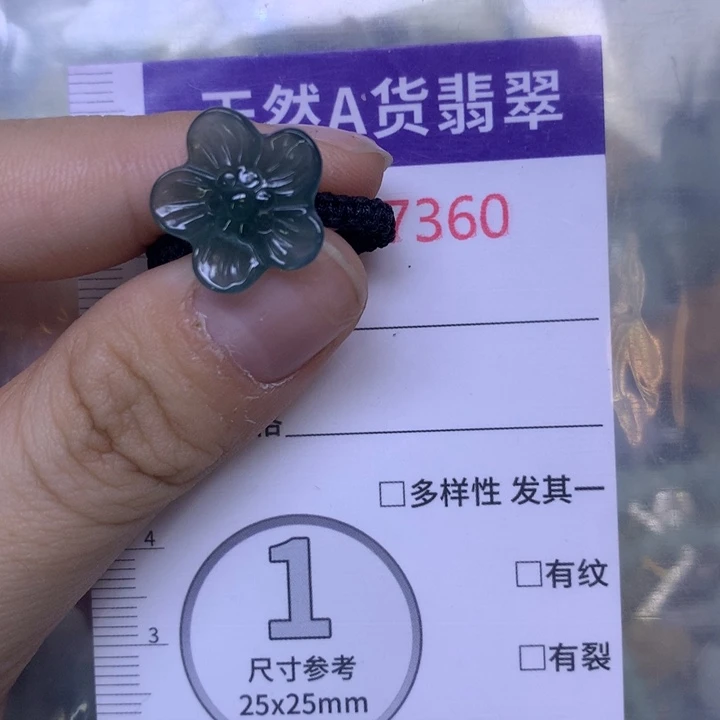 天然A货翡翠
7360
格
□多样性 发其一
□有纹
4
□有裂
3
1
尺寸参考
25x25mm